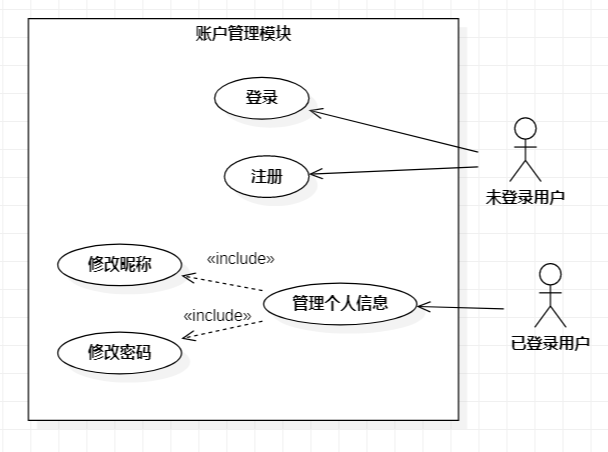 账户管理模块
登录
注册
未登录用户
修改昵称
«include»
管理个人信息
«include»
修改密码
已登录用户